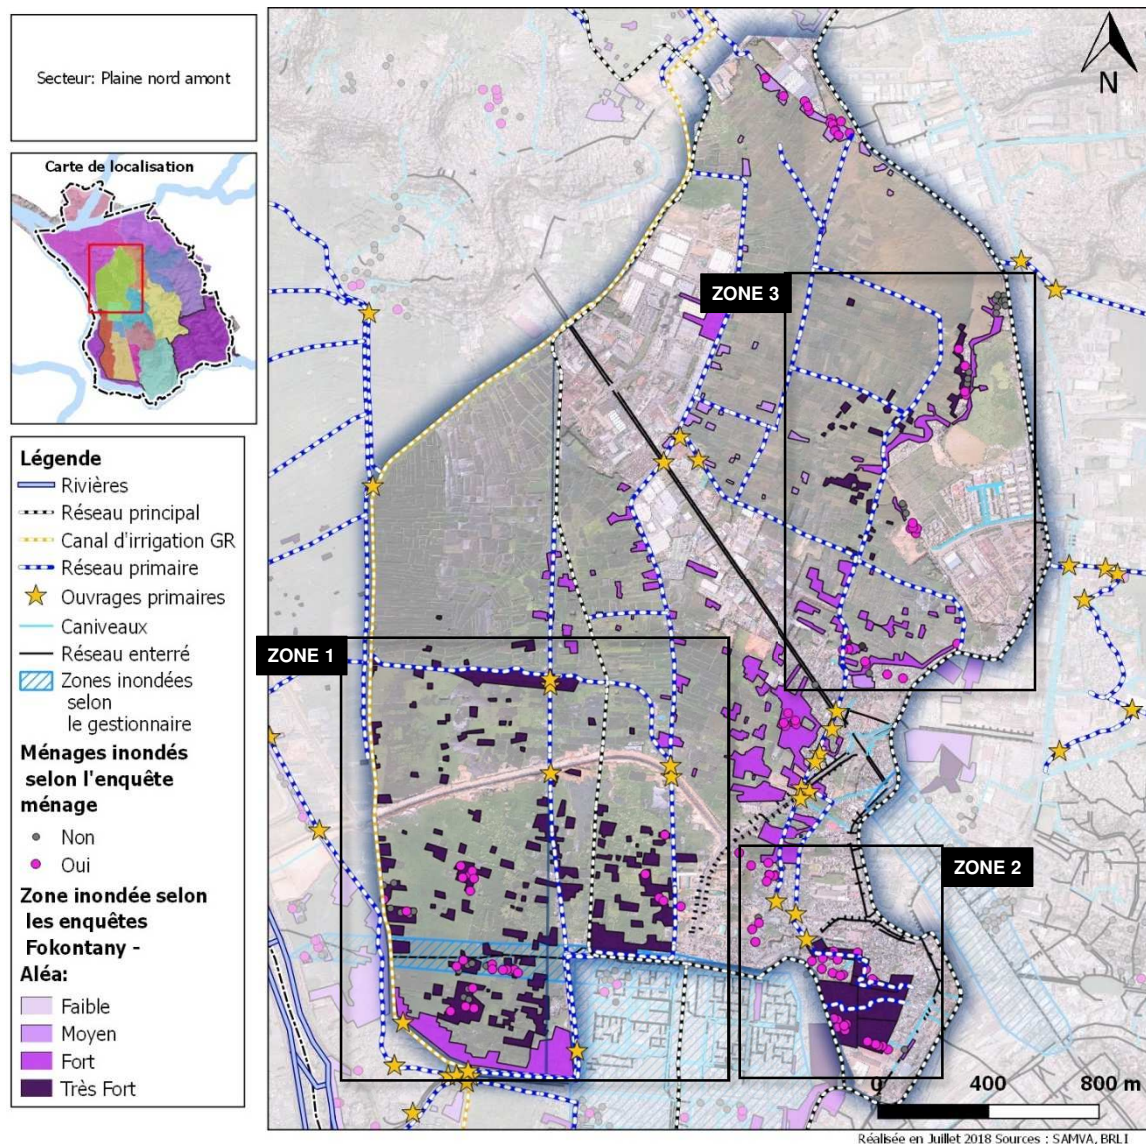 Secteur: Plaine nord amont
Carte de localisation
Légende
Rivières
Réseau principal
Canal d'irrigation GR
Réseau primaire
Ouvrages primaires
Caniveaux
Réseau enterré
Zones inondées
selon
le gestionnaire
Ménages inondés
selon l'enquête
ménage
Non
Oui
Zone inondée selon
les enquêtes
Fokontany -
Aléa:
Faible
Moyen
Fort
Très Fort
N
ZONE 3
ZONE 1
ZONE 2
0 400 800 m
Réalisée en Juillet 2018 Sources : SAMVA, BRLI